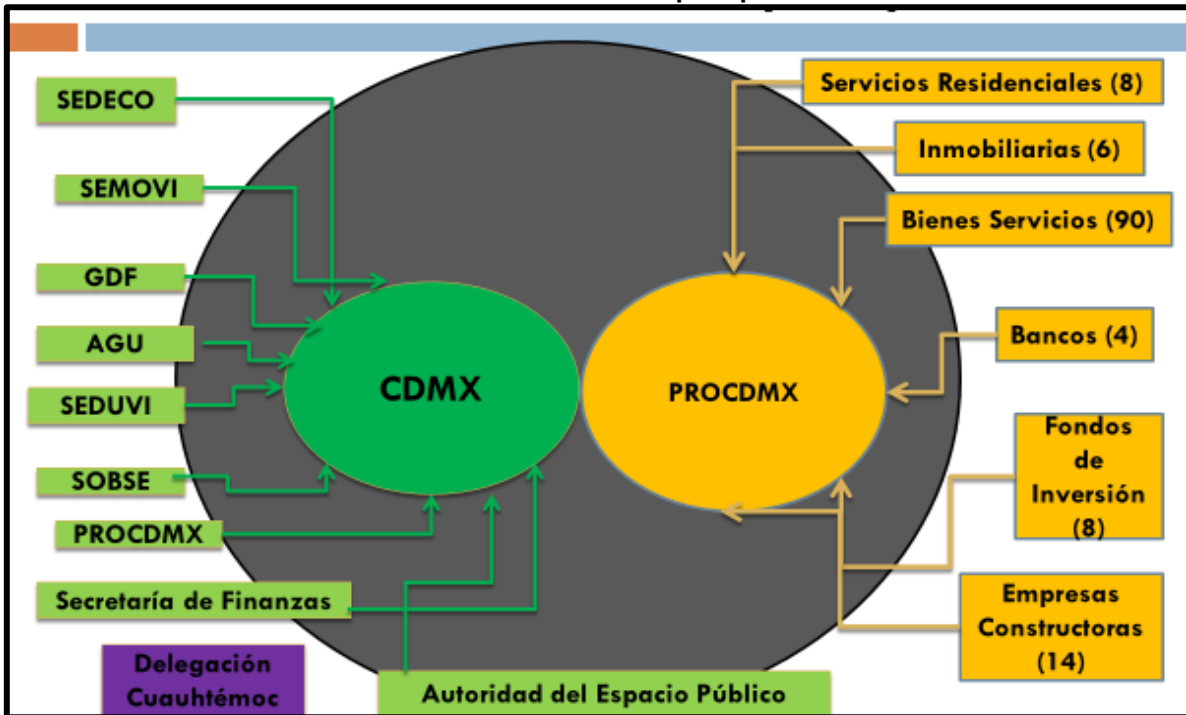 SEDECO
SEMOVI
GDF
AGU
SEDUVI
SOBSE
PROCDMX
Secretaría de Finanzas
Delegación
Cuauhtémoc
Autoridad del Espacio Público
CDMX
PROCDMX
Servicios Residenciales (8)
Inmobiliarias (6)
Bienes Servicios (90)
Bancos (4)
Fondos
de
Inversión
(8)
Empresas
Constructoras
(14)